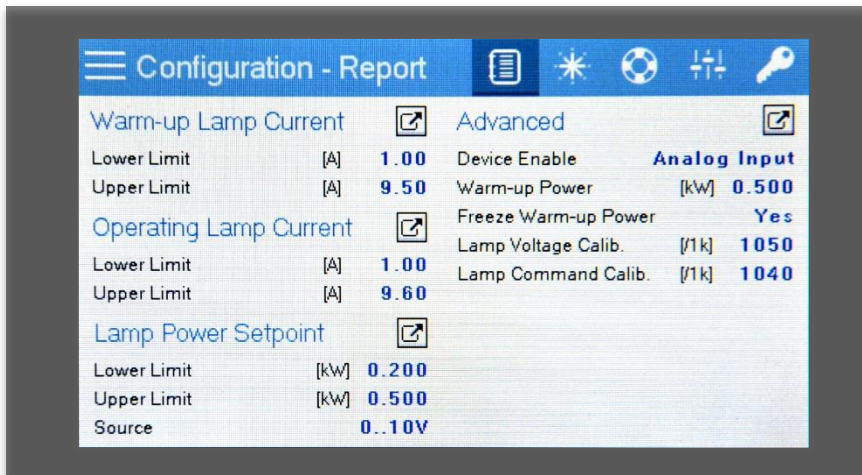 Configuration - Report
Warm-up Lamp Current
Lower Limit [A] 1.00
Upper Limit [A] 9.50
Operating Lamp Current
Lower Limit [A] 1.00
Upper Limit [A] 9.60
Lamp Power Setpoint
Lower Limit [kW] 0.200
Upper Limit [kW] 0.500
Source 0..10V
Advanced
Device Enable Analog Input
Warm-up Power [kW] 0.500
Freeze Warm-up Power Yes
Lamp Voltage Calib. [/1k] 1050
Lamp Command Calib. [/1k] 1040